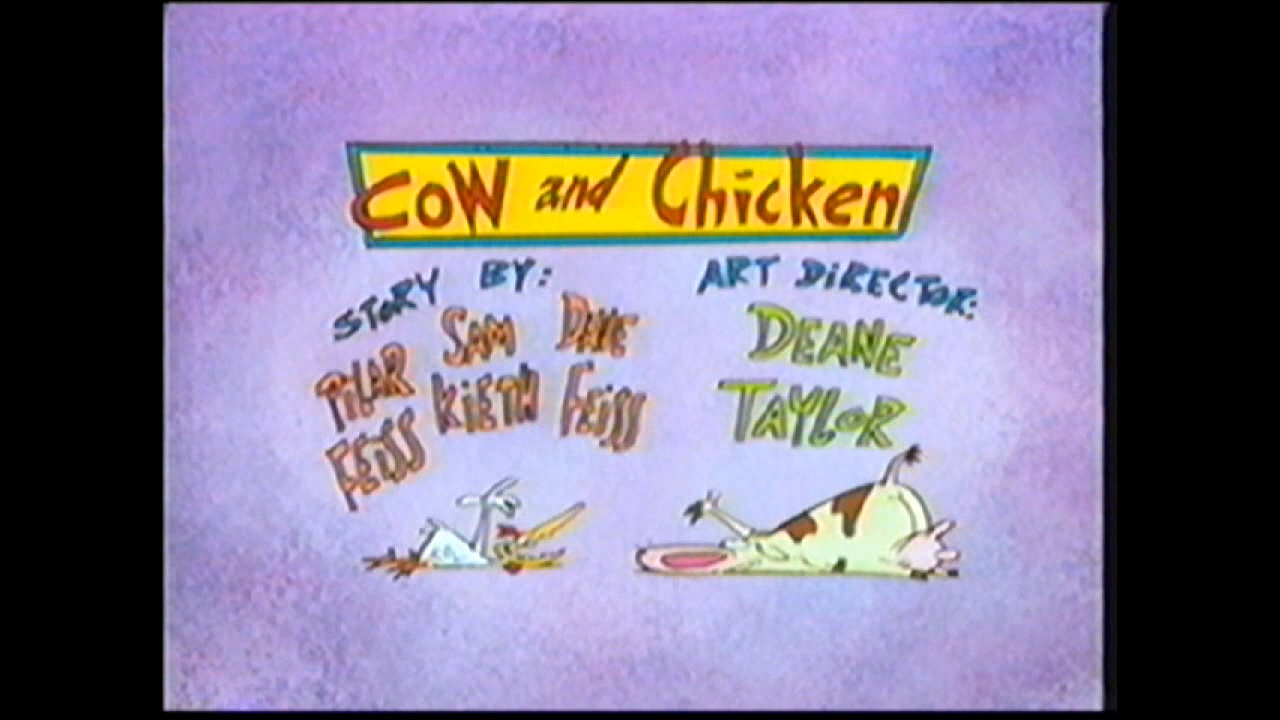 COW and Chicken
STORY BY:
PILAR FEISS
SAM KIETH
DAVE FEISS
ART DIRECTOR:
DEANE
TAYLOR